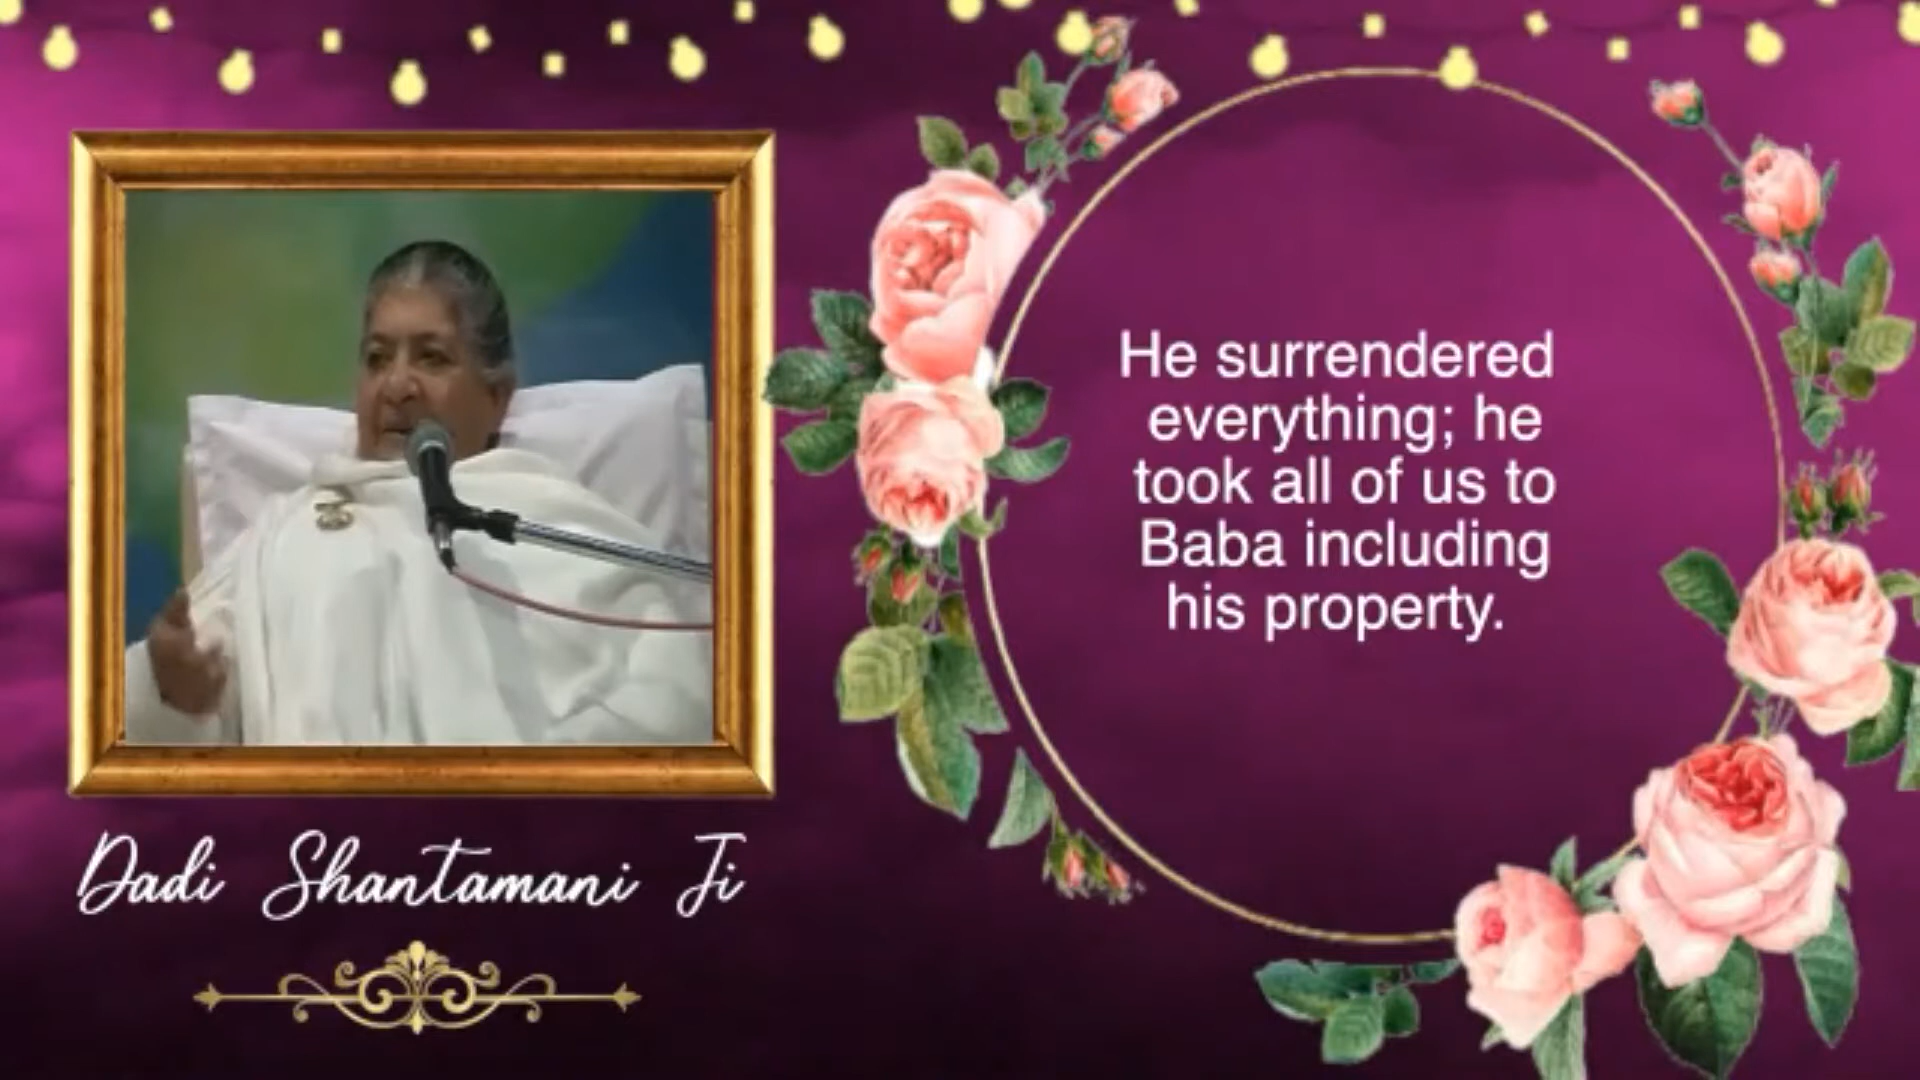 Dadi Shantamani Ji
He surrendered
everything; he
took all of us to
Baba including
his property.